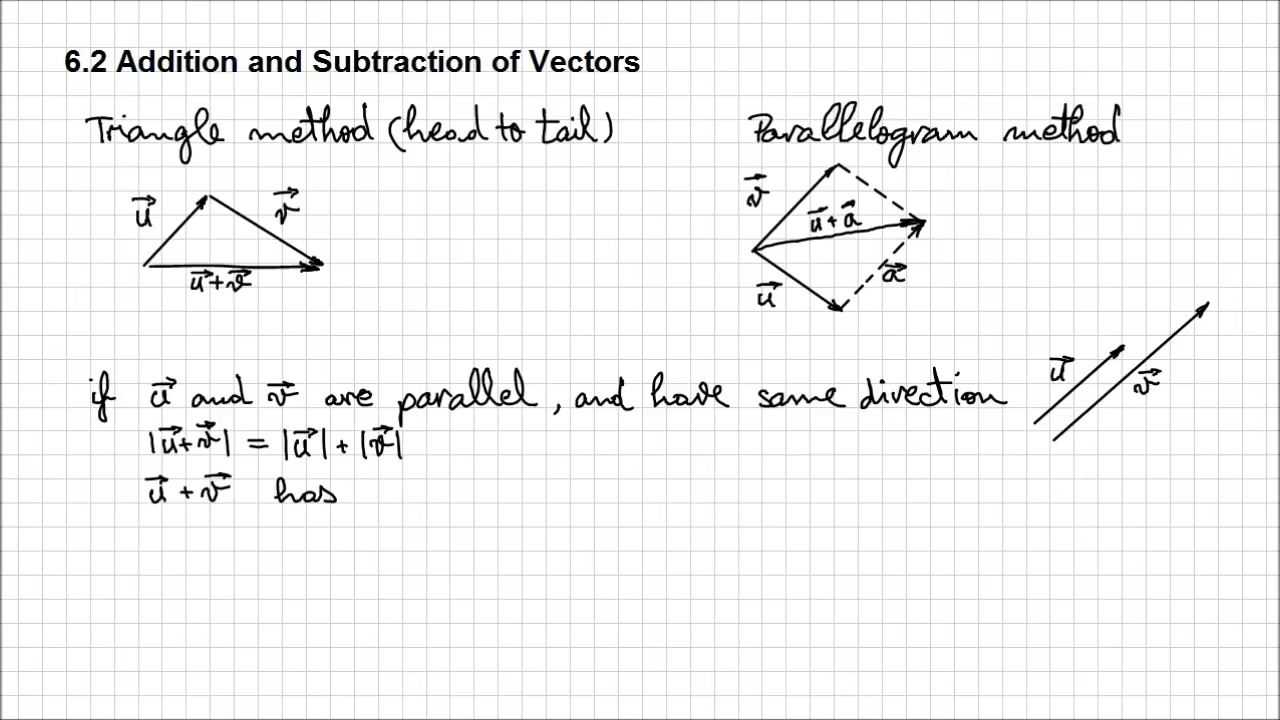 6.2 Addition and Subtraction of Vectors
Triangle method (head to tail)
u⃗
v⃗
u⃗+v⃗
Parallelogram method
v⃗
u⃗+a⃗
a⃗
u⃗
if u⃗ and v⃗ are parallel, and have same direction
|u⃗+v⃗| = |u⃗| + |v⃗|
u⃗ + v⃗ has
u⃗
v⃗